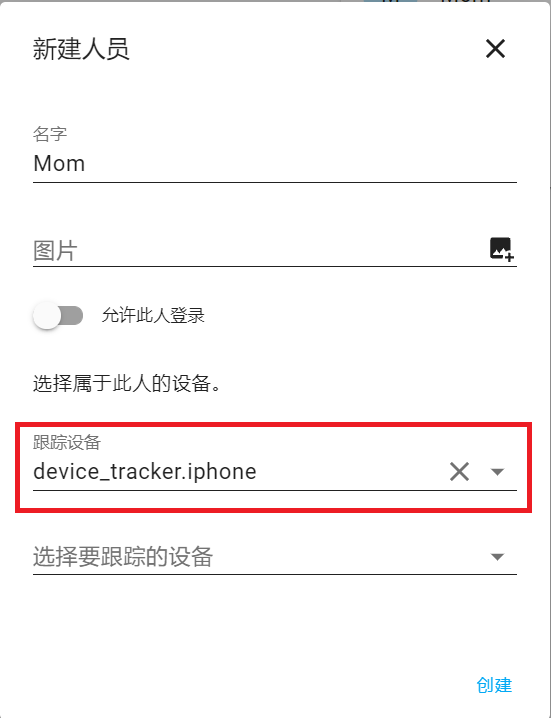 新建人员
名字
Mom
图片
允许此人登录
选择属于此人的设备。
跟踪设备
device_tracker.iphone
选择要跟踪的设备
创建